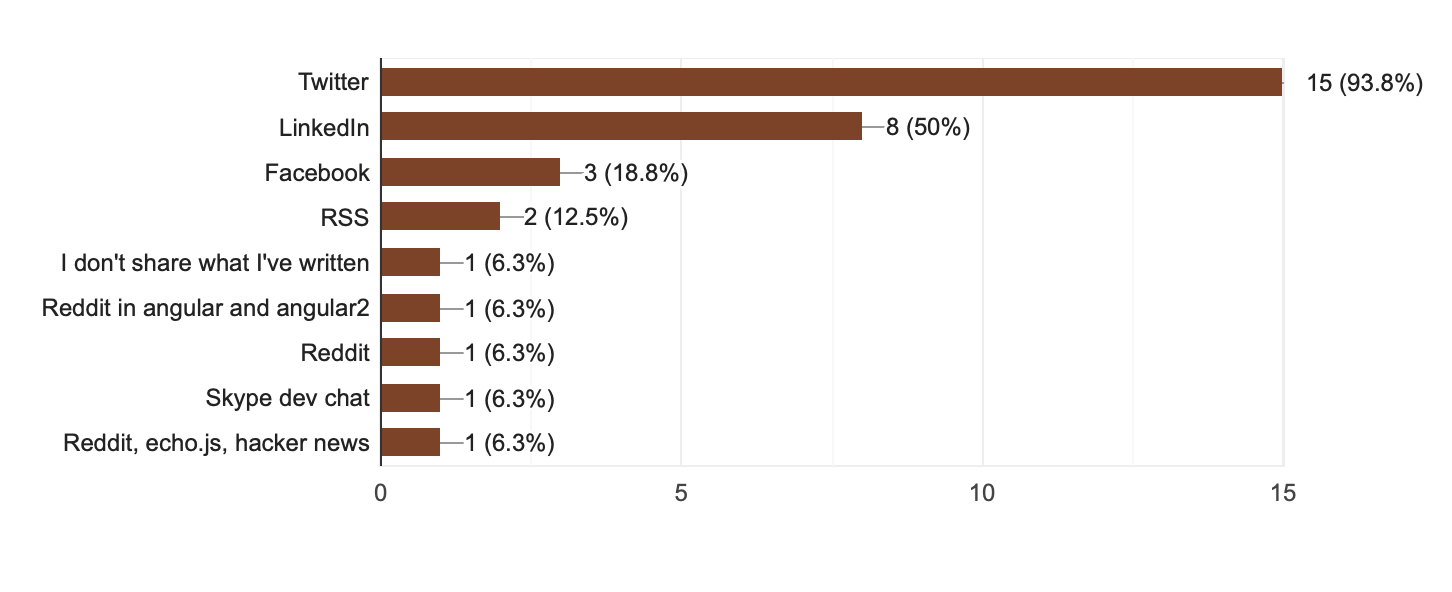 Twitter 15 (93.8%)
LinkedIn 8 (50%)
Facebook 3 (18.8%)
RSS 2 (12.5%)
I don't share what I've written 1 (6.3%)
Reddit in angular and angular2 1 (6.3%)
Reddit 1 (6.3%)
Skype dev chat 1 (6.3%)
Reddit, echo.js, hacker news 1 (6.3%)
0 5 10 15